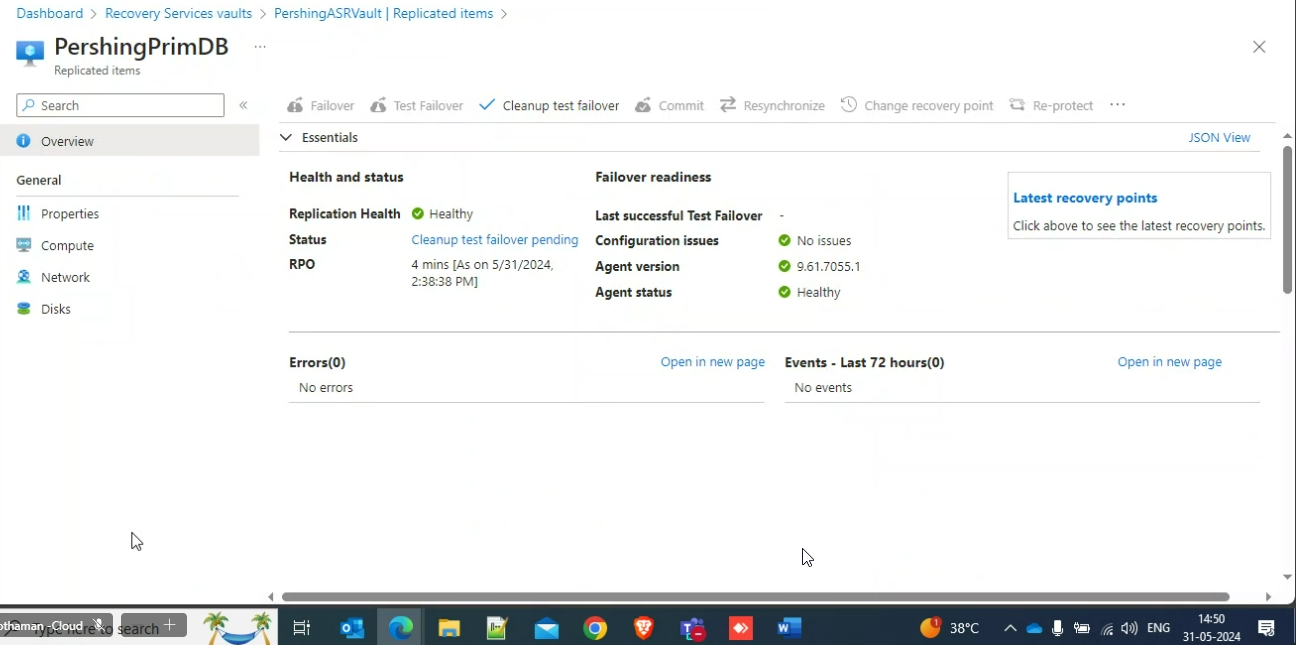 Dashboard > Recovery Services vaults > PershingASRVault | Replicated items >
PershingPrimDB ...
Replicated items
Search «
Failover Test Failover Cleanup test failover Commit Resynchronize Change recovery point Re-protect ...
Overview
Essentials JSON View
General
Properties
Compute
Network
Disks
Health and status
Replication Health Healthy
Status Cleanup test failover pending
RPO 4 mins [As on 5/31/2024,
2:38:38 PM]
Failover readiness
Last successful Test Failover -
Configuration issues No issues
Agent version 9.61.7055.1
Agent status Healthy
Latest recovery points
Click above to see the latest recovery points.
Errors(0) Open in new page
No errors
Events - Last 72 hours(0) Open in new page
No events
othaman -Cloud
Type here to search
38°C
ENG
14:50
31-05-2024